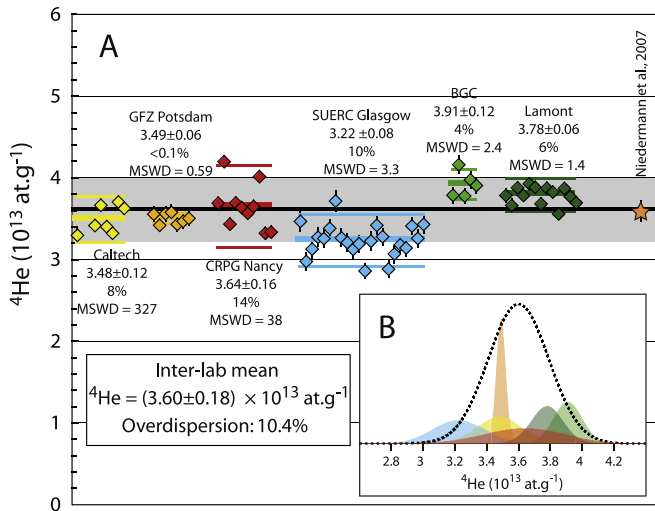 A
GFZ Potsdam
3.49±0.06
<0.1%
MSWD = 0.59
SUERC Glasgow
3.22 ±0.08
10%
MSWD = 3.3
BGC
3.91±0.12
4%
MSWD = 2.4
Lamont
3.78±0.06
6%
MSWD = 1.4
Niedermann et al., 2007
Caltech
3.48±0.12
8%
MSWD = 327
CRPG Nancy
3.64±0.16
14%
MSWD = 38
Inter-lab mean
⁴He = (3.60±0.18) × 10¹³ at.g⁻¹
Overdispersion: 10.4%
⁴He (10¹³ at.g⁻¹)
6
5
4
3
2
1
0
B
2.8 3 3.2 3.4 3.6 3.8 4 4.2
⁴He (10¹³ at.g⁻¹)